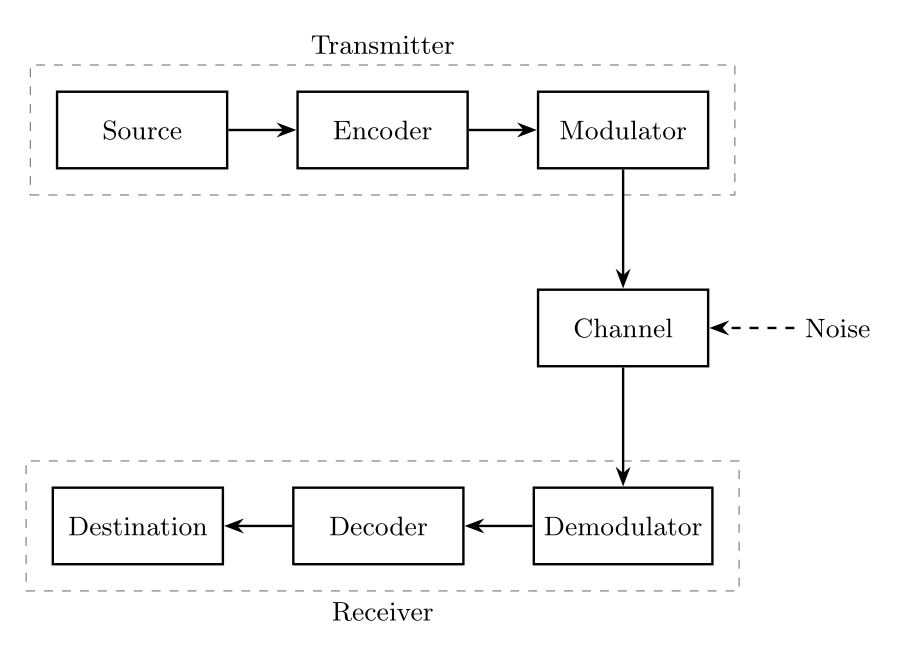 Transmitter
Source
Encoder
Modulator
Channel
Noise
Destination
Decoder
Demodulator
Receiver